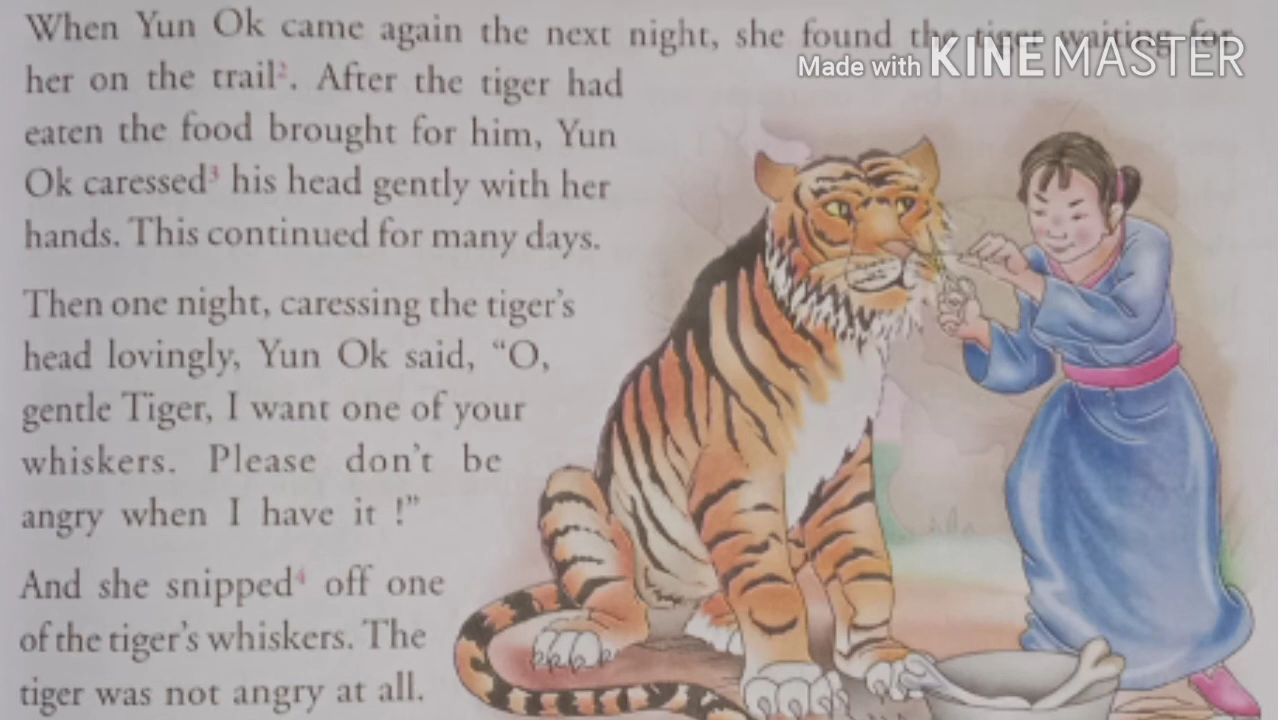 When Yun Ok came again the next night, she found the tiger waiting for
Made with KINEMASTER
her on the trail². After the tiger had
eaten the food brought for him, Yun
Ok caressed³ his head gently with her
hands. This continued for many days.
Then one night, caressing the tiger's
head lovingly, Yun Ok said, “O,
gentle Tiger, I want one of your
whiskers. Please don't be
angry when I have it !”
And she snipped⁴ off one
of the tiger's whiskers. The
tiger was not angry at all.